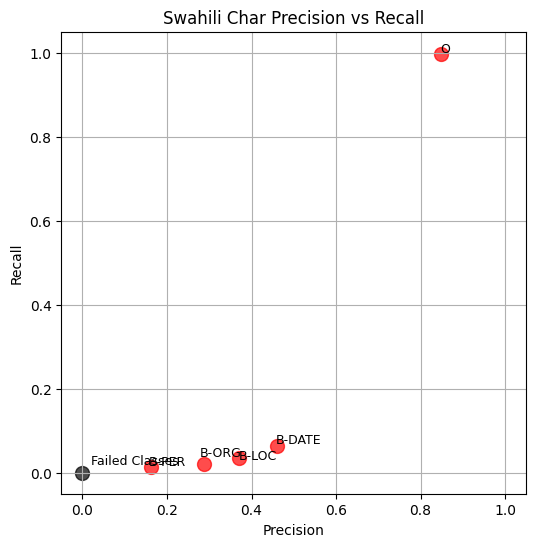 Swahili Char Precision vs Recall
Recall
1.0
0.8
0.6
0.4
0.2
0.0
O
B-DATE
B-ORG
B-LOC
Failed Classes
B-PER
0.0 0.2 0.4 0.6 0.8 1.0
Precision